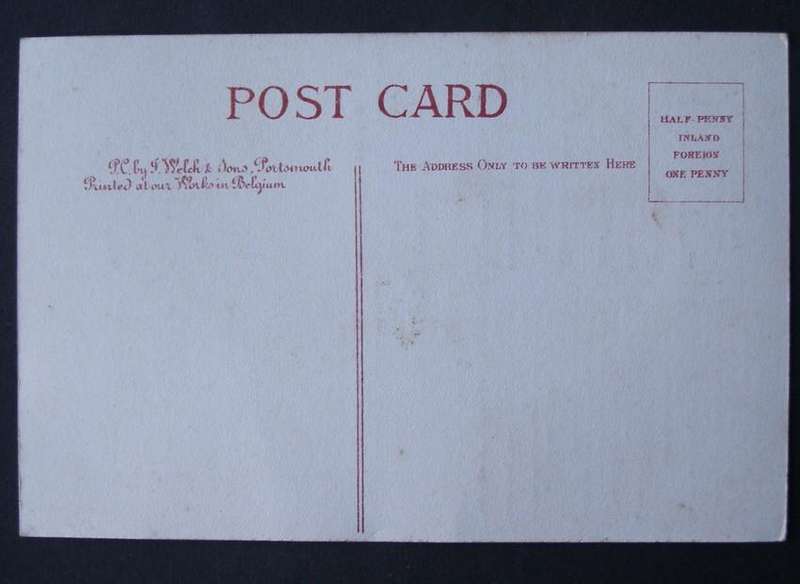 POST CARD
P.C. by J. Welch & Sons, Portsmouth
Printed at our Works in Belgium
THE ADDRESS ONLY TO BE WRITTEN HERE
HALF-PENNY
INLAND
FOREIGN
ONE PENNY